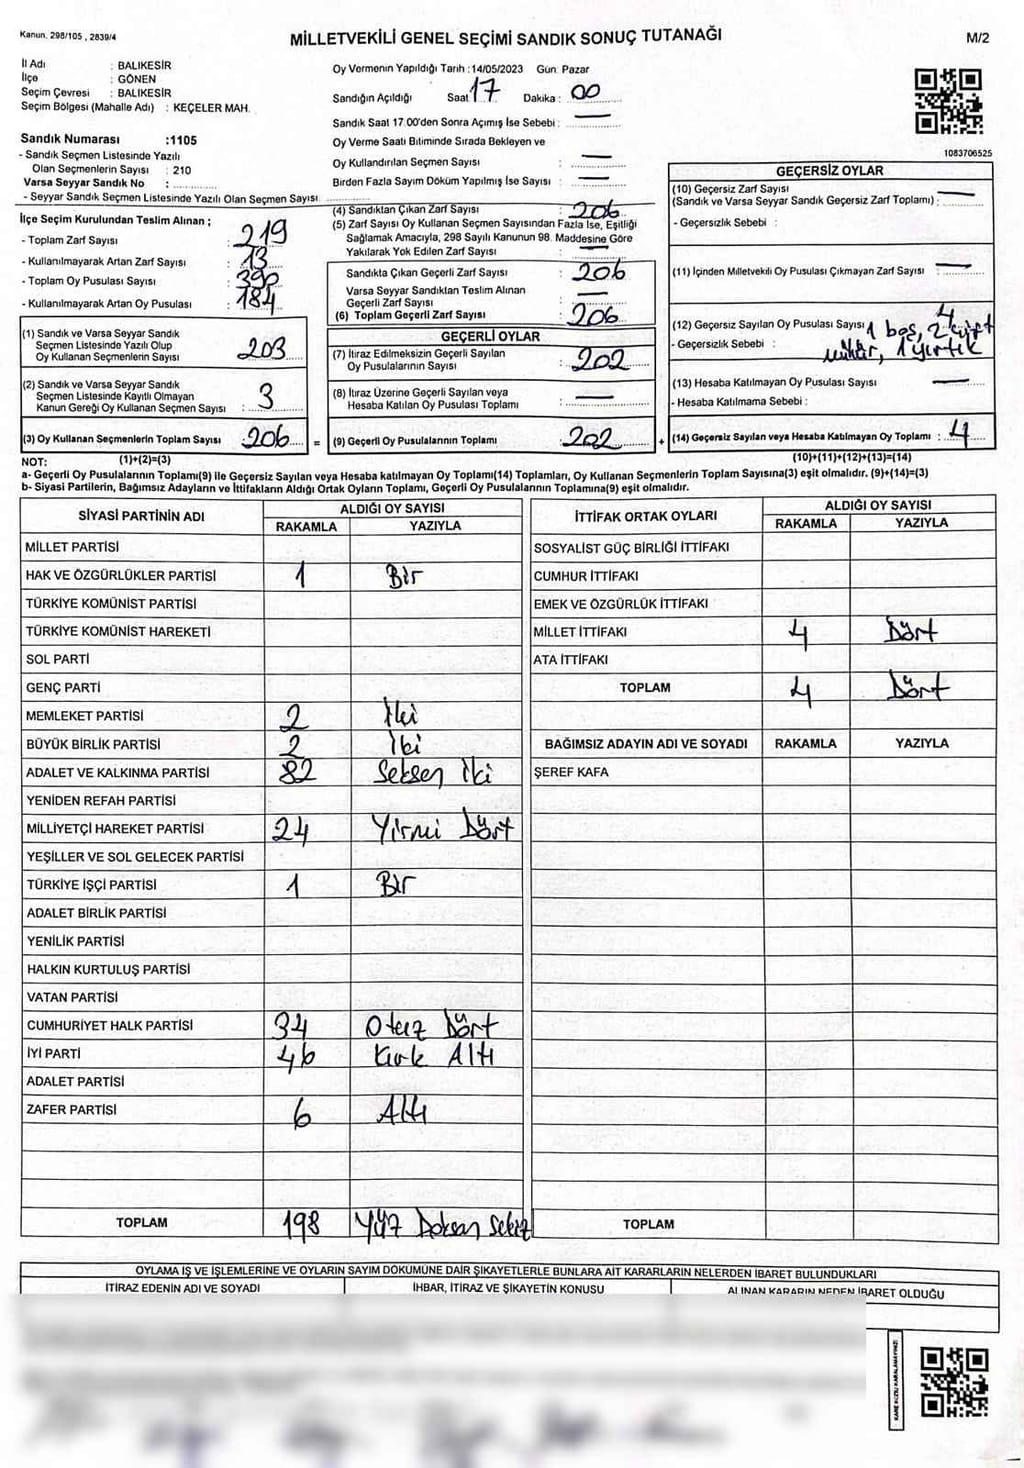 Kanun. 298/105 , 2839/4
MİLLETVEKİLİ GENEL SEÇİMİ SANDIK SONUÇ TUTANAĞI
M/2
İl Adı : BALIKESİR
İlçe : GÖNEN
Seçim Çevresi : BALIKESİR
Seçim Bölgesi (Mahalle Adı) : KEÇELER MAH.
Sandık Numarası :1105
- Sandık Seçmen Listesinde Yazılı
Olan Seçmenlerin Sayısı : 210
Varsa Seyyar Sandık No :
- Seyyar Sandık Seçmen Listesinde Yazılı Olan Seçmen Sayısı:
İlçe Seçim Kurulundan Teslim Alınan ;
- Toplam Zarf Sayısı : 219
- Kullanılmayarak Artan Zarf Sayısı : 13
- Toplam Oy Pusulası Sayısı : 390
- Kullanılmayarak Artan Oy Pusulası : 184
(1) Sandık ve Varsa Seyyar Sandık
Seçmen Listesinde Yazılı Olup
Oy Kullanan Seçmenlerin Sayısı : 203
(2) Sandık ve Varsa Seyyar Sandık
Seçmen Listesinde Kayıtlı Olmayan
Kanun Gereği Oy Kullanan Seçmen Sayısı : 3
(3) Oy Kullanan Seçmenlerin Toplam Sayısı : 206 =
Oy Vermenin Yapıldığı Tarih :14/05/2023 Gün: Pazar
Sandığın Açıldığı Saat : 17 Dakika : 00
Sandık Saat 17:00'den Sonra Açımış İse Sebebi : —
Oy Verme Saati Bitiminde Sırada Bekleyen ve
Oy Kullandırılan Seçmen Sayısı : —
Birden Fazla Sayım Döküm Yapılmış İse Sayısı : —
(4) Sandıktan Çıkan Zarf Sayısı : 206
(5) Zarf Sayısı Oy Kullanan Seçmen Sayısından Fazla İse, Eşitliği
Sağlamak Amacıyla, 298 Sayılı Kanunun 98. Maddesine Göre
Yakılarak Yok Edilen Zarf Sayısı : —
Sandıkta Çıkan Geçerli Zarf Sayısı : 206
Varsa Seyyar Sandıktan Teslim Alınan
Geçerli Zarf Sayısı : —
(6) Toplam Geçerli Zarf Sayısı : 206
GEÇERLİ OYLAR
(7) İtiraz Edilmeksizin Geçerli Sayılan
Oy Pusulalarının Sayısı : 202
(8) İtiraz Üzerine Geçerli Sayılan veya
Hesaba Katılan Oy Pusulası Toplamı : —
(9) Geçerli Oy Pusulalarının Toplamı : 202 +
1083706525
GEÇERSİZ OYLAR
(10) Geçersiz Zarf Sayısı
(Sandık ve Varsa Seyyar Sandık Geçersiz Zarf Toplamı) : —
- Geçersizlik Sebebi :
(11) İçinden Milletvekili Oy Pusulası Çıkmayan Zarf Sayısı : —
(12) Geçersiz Sayılan Oy Pusulası Sayısı : 4
- Geçersizlik Sebebi : 1 boş, 2 çift
mühür, 1 yırtık
(13) Hesaba Katılmayan Oy Pusulası Sayısı : —
- Hesaba Katılmama Sebebi :
(14) Geçersiz Sayılan veya Hesaba Katılmayan Oy Toplamı : 4
NOT: (1)+(2)=(3)
(10)+(11)+(12)+(13)=(14)
a- Geçerli Oy Pusulalarının Toplamı(9) ile Geçersiz Sayılan veya Hesaba katılmayan Oy Toplamı(14) Toplamları, Oy Kullanan Seçmenlerin Toplam Sayısına(3) eşit olmalıdır. (9)+(14)=(3)
b- Siyasi Partilerin, Bağımsız Adayların ve İttifakların Aldığı Ortak Oyların Toplamı, Geçerli Oy Pusulalarının Toplamına(9) eşit olmalıdır.
SİYASİ PARTİNİN ADI
ALDIĞI OY SAYISI
RAKAMLA YAZIYLA
MİLLET PARTİSİ
HAK VE ÖZGÜRLÜKLER PARTİSİ 1 Bir
TÜRKİYE KOMÜNİST PARTİSİ
TÜRKİYE KOMÜNİST HAREKETİ
SOL PARTİ
GENÇ PARTİ
MEMLEKET PARTİSİ 2 İki
BÜYÜK BİRLİK PARTİSİ 2 İki
ADALET VE KALKINMA PARTİSİ 82 Seksen İki
YENİDEN REFAH PARTİSİ
MİLLİYETÇİ HAREKET PARTİSİ 24 Yirmi Dört
YEŞİLLER VE SOL GELECEK PARTİSİ
TÜRKİYE İŞÇİ PARTİSİ 1 Bir
ADALET BİRLİK PARTİSİ
YENİLİK PARTİSİ
HALKIN KURTULUŞ PARTİSİ
VATAN PARTİSİ
CUMHURİYET HALK PARTİSİ 34 Otuz Dört
İYİ PARTİ 46 Kırk Altı
ADALET PARTİSİ
ZAFER PARTİSİ 6 Altı
TOPLAM 198 Yüz Doksan Sekiz
İTTİFAK ORTAK OYLARI
ALDIĞI OY SAYISI
RAKAMLA YAZIYLA
SOSYALİST GÜÇ BİRLİĞİ İTTİFAKI
CUMHUR İTTİFAKI
EMEK VE ÖZGÜRLÜK İTTİFAKI
MİLLET İTTİFAKI 4 Dört
ATA İTTİFAKI
TOPLAM 4 Dört
BAĞIMSIZ ADAYIN ADI VE SOYADI RAKAMLA YAZIYLA
ŞEREF KAFA
TOPLAM
OYLAMA İŞ VE İŞLEMLERİNE VE OYLARIN SAYIM DÖKÜMÜNE DAİR ŞİKAYETLERLE BUNLARA AİT KARARLARIN NELERDEN İBARET BULUNDUKLARI
İTİRAZ EDENİN ADI VE SOYADI
İHBAR, İTİRAZ VE ŞİKAYETİN KONUSU
ALINAN KARARIN NEDEN İBARET OLDUĞU
KARE KODU KARALAMAYINIZ!